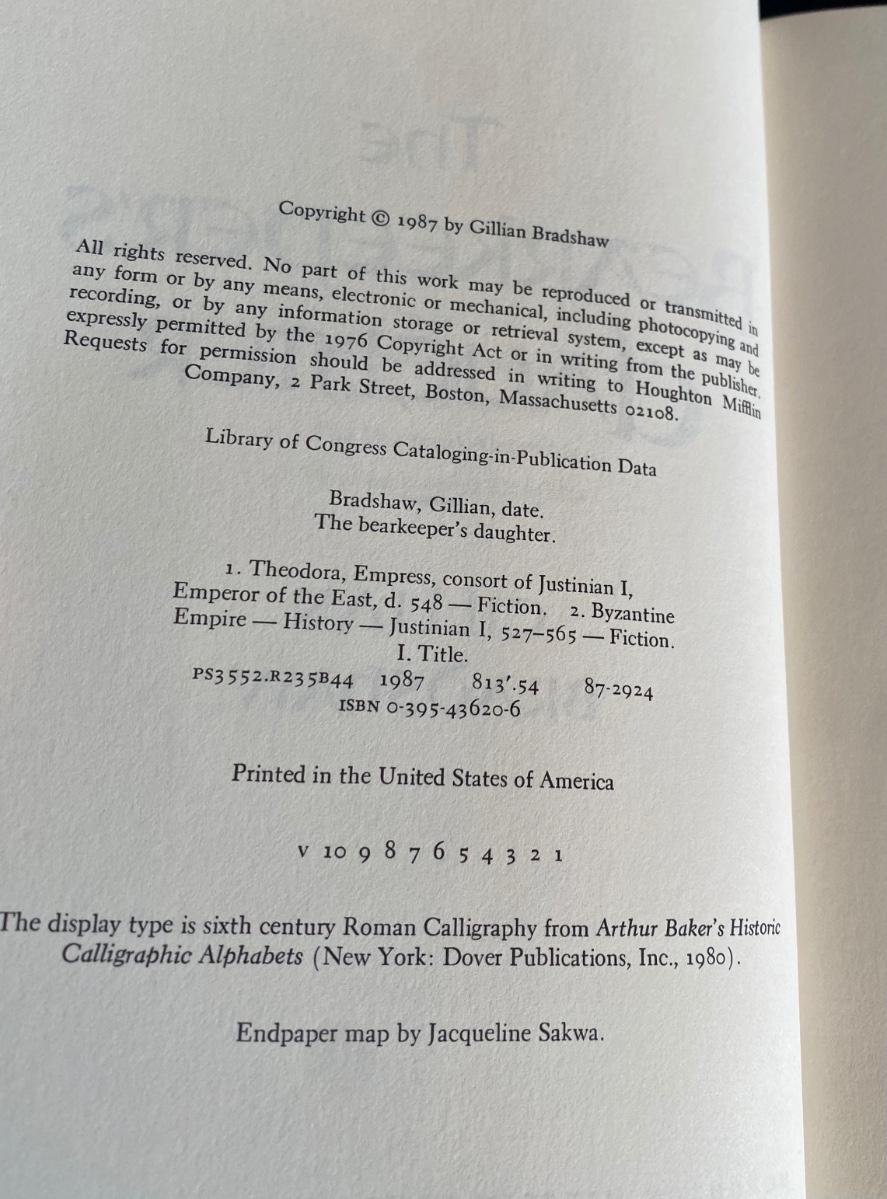 Copyright © 1987 by Gillian Bradshaw
All rights reserved. No part of this work may be reproduced or transmitted in
any form or by any means, electronic or mechanical, including photocopying and
recording, or by any information storage or retrieval system, except as may be
expressly permitted by the 1976 Copyright Act or in writing from the publisher.
Requests for permission should be addressed in writing to Houghton Mifflin
Company, 2 Park Street, Boston, Massachusetts 02108.
Library of Congress Cataloging-in-Publication Data
Bradshaw, Gillian, date.
The bearkeeper's daughter.
1. Theodora, Empress, consort of Justinian I,
Emperor of the East, d. 548 — Fiction. 2. Byzantine
Empire — History — Justinian I, 527–565 — Fiction.
I. Title.
PS3552.R235B44 1987 813'.54 87-2924
ISBN 0-395-43620-6
Printed in the United States of America
V 10 9 8 7 6 5 4 3 2 1
The display type is sixth century Roman Calligraphy from Arthur Baker's Historic
Calligraphic Alphabets (New York: Dover Publications, Inc., 1980).
Endpaper map by Jacqueline Sakwa.